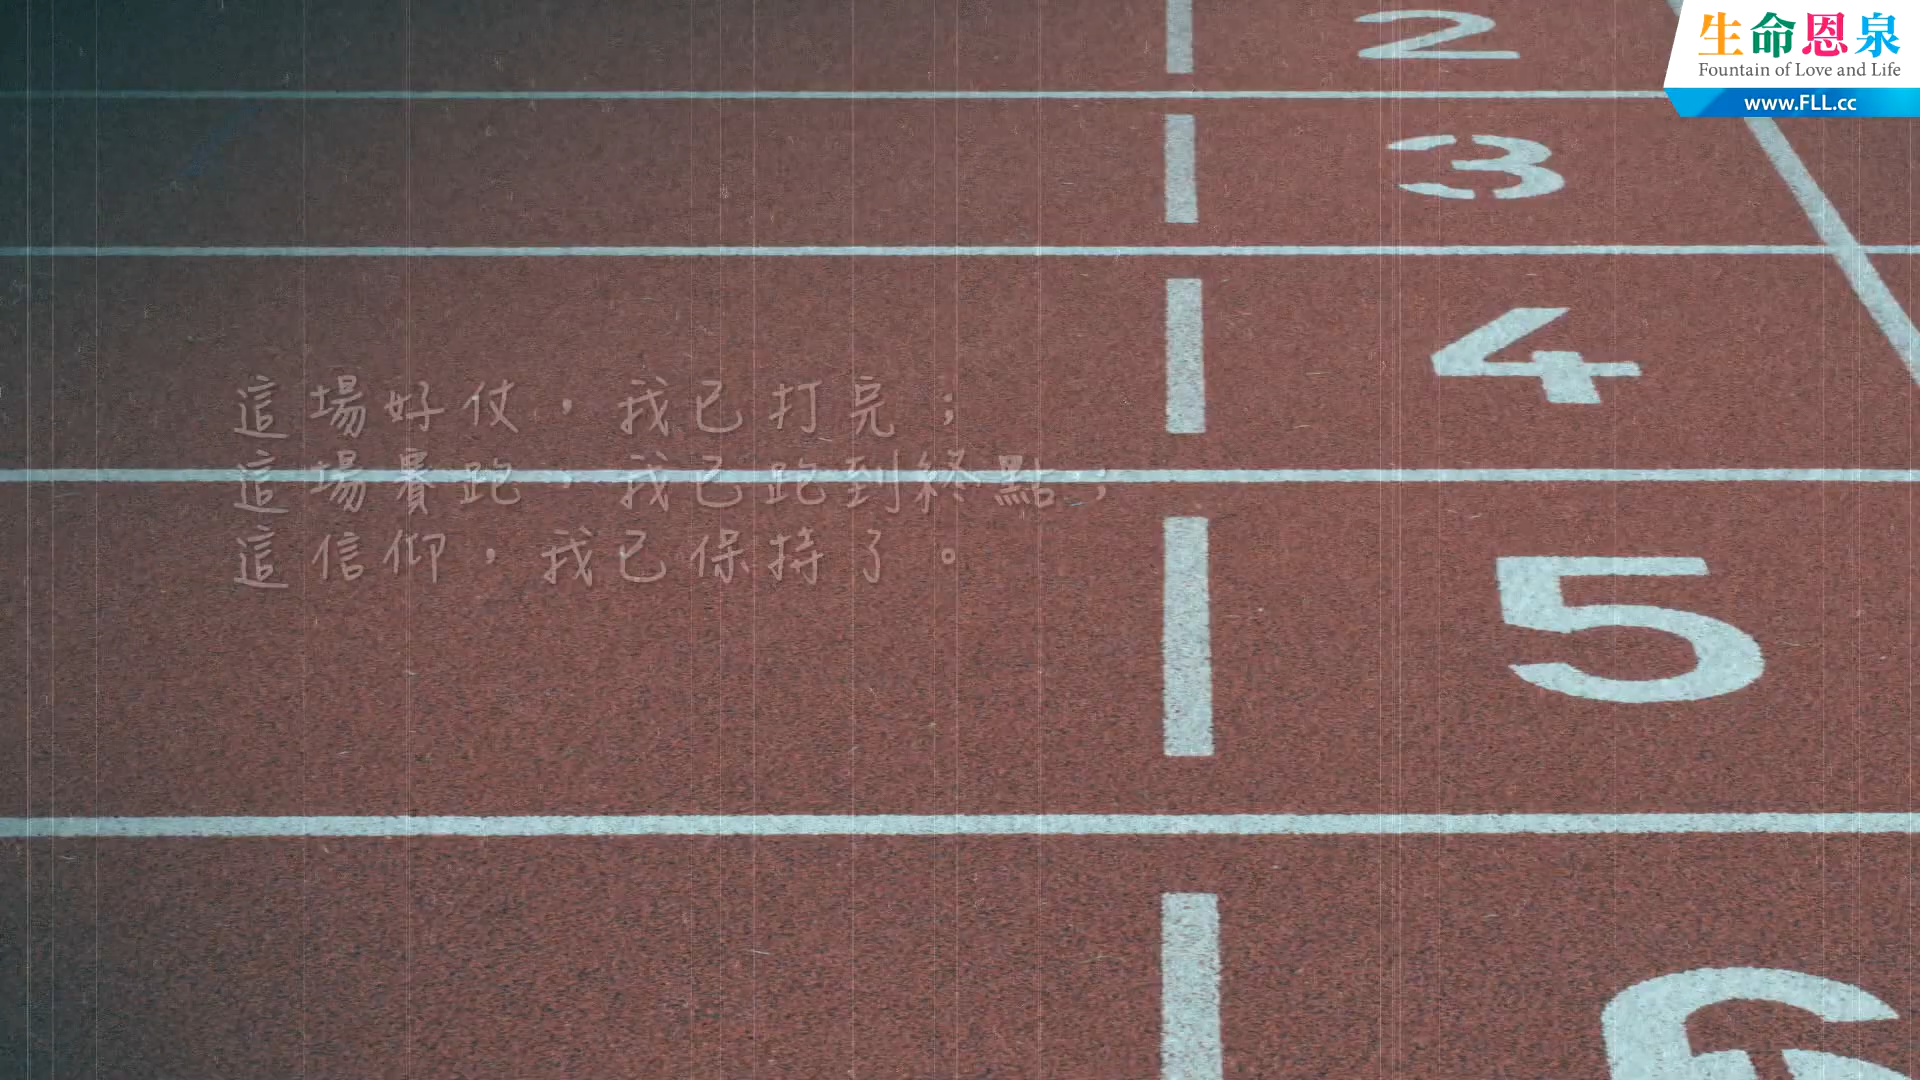 生命恩泉
Fountain of Love and Life
www.FLL.cc
2
3
4
5
6
這場好仗，我已打完；
這場賽跑，我已跑到終點；
這信仰，我已保持了。